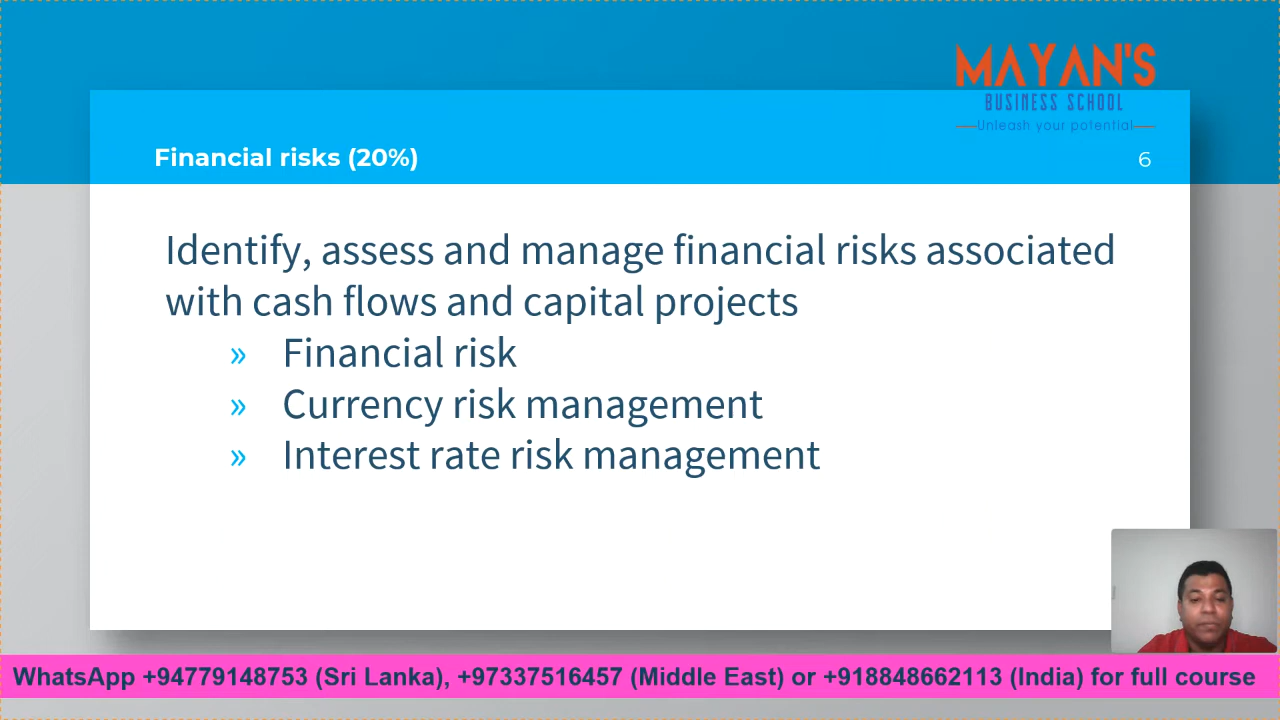 MAYAN'S
BUSINESS SCHOOL
Unleash your potential
Financial risks (20%)
6
Identify, assess and manage financial risks associated
with cash flows and capital projects
» Financial risk
» Currency risk management
» Interest rate risk management
WhatsApp +94779148753 (Sri Lanka), +97337516457 (Middle East) or +918848662113 (India) for full course